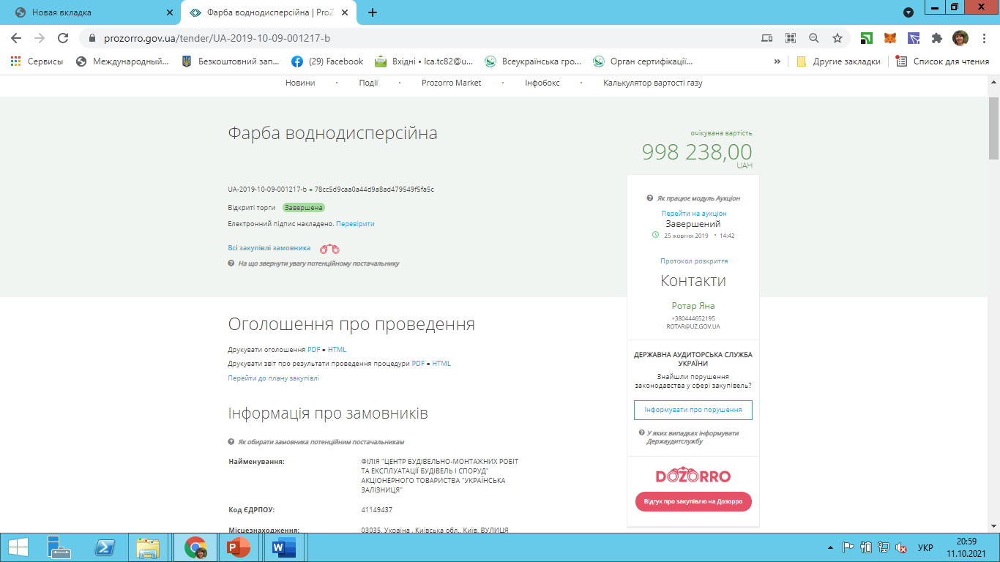 Новая вкладка
Фарба воднодисперсійна | ProZ
prozorro.gov.ua/tender/UA-2019-10-09-001217-b
Сервисы
Международный...
Безкоштовний зап...
(29) Facebook
Вхідні • lca.tc82@u...
Всеукраїнська гро...
Орган сертифікації...
»
Другие закладки
Список для чтения
Новини • Події • Prozorro Market • Інфобокс • Калькулятор вартості газу
Фарба воднодисперсійна
очікувана вартість
998 238,00
UAH
UA-2019-10-09-001217-b ● 78cc5d9caa0a44d9a8ad479549f5fa5c
Відкриті торги Завершена
Електронний підпис накладено. Перевірити
Всі закупівлі замовника
На що звернути увагу потенційному постачальнику
Як працює модуль Аукціон
Перейти на аукціон
Завершений
25 жовтня 2019 • 14:42
Протокол розкриття
Контакти
Ротар Яна
+380444652195
ROTAR@UZ.GOV.UA
ДЕРЖАВНА АУДИТОРСЬКА СЛУЖБА
УКРАЇНИ
Знайшли порушення
законодавства у сфері закупівель?
Інформувати про порушення
У яких випадках інформувати
Держаудитслужбу
DOZORRO
Відгук про закупівлю на Дозорро
Оголошення про проведення
Друкувати оголошення PDF ● HTML
Друкувати звіт про результати проведення процедури PDF ● HTML
Перейти до плану закупівлі
Інформація про замовників
Як обирати замовника потенційним постачальникам
Найменування:
ФІЛІЯ "ЦЕНТР БУДІВЕЛЬНО-МОНТАЖНИХ РОБІТ
ТА ЕКСПЛУАТАЦІЇ БУДІВЕЛЬ І СПОРУД"
АКЦІОНЕРНОГО ТОВАРИСТВА "УКРАЇНСЬКА
ЗАЛІЗНИЦЯ"
Код ЄДРПОУ: 41149437
Місцезнаходження: 03035, Україна , Київська обл., Київ, ВУЛИЦЯ
УКР
20:59
11.10.2021